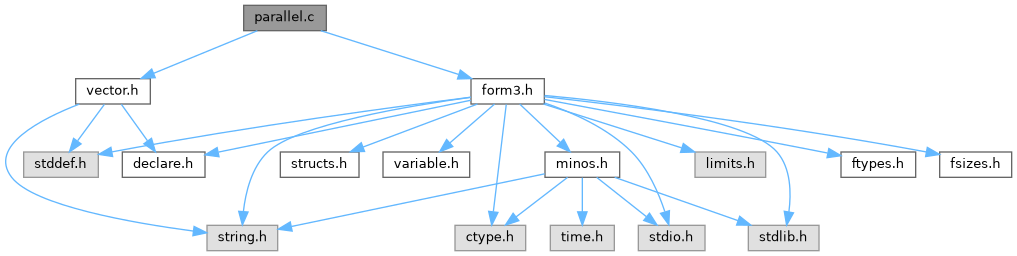 parallel.c
vector.h
form3.h
stddef.h
declare.h
structs.h
variable.h
minos.h
limits.h
ftypes.h
fsizes.h
string.h
ctype.h
time.h
stdio.h
stdlib.h